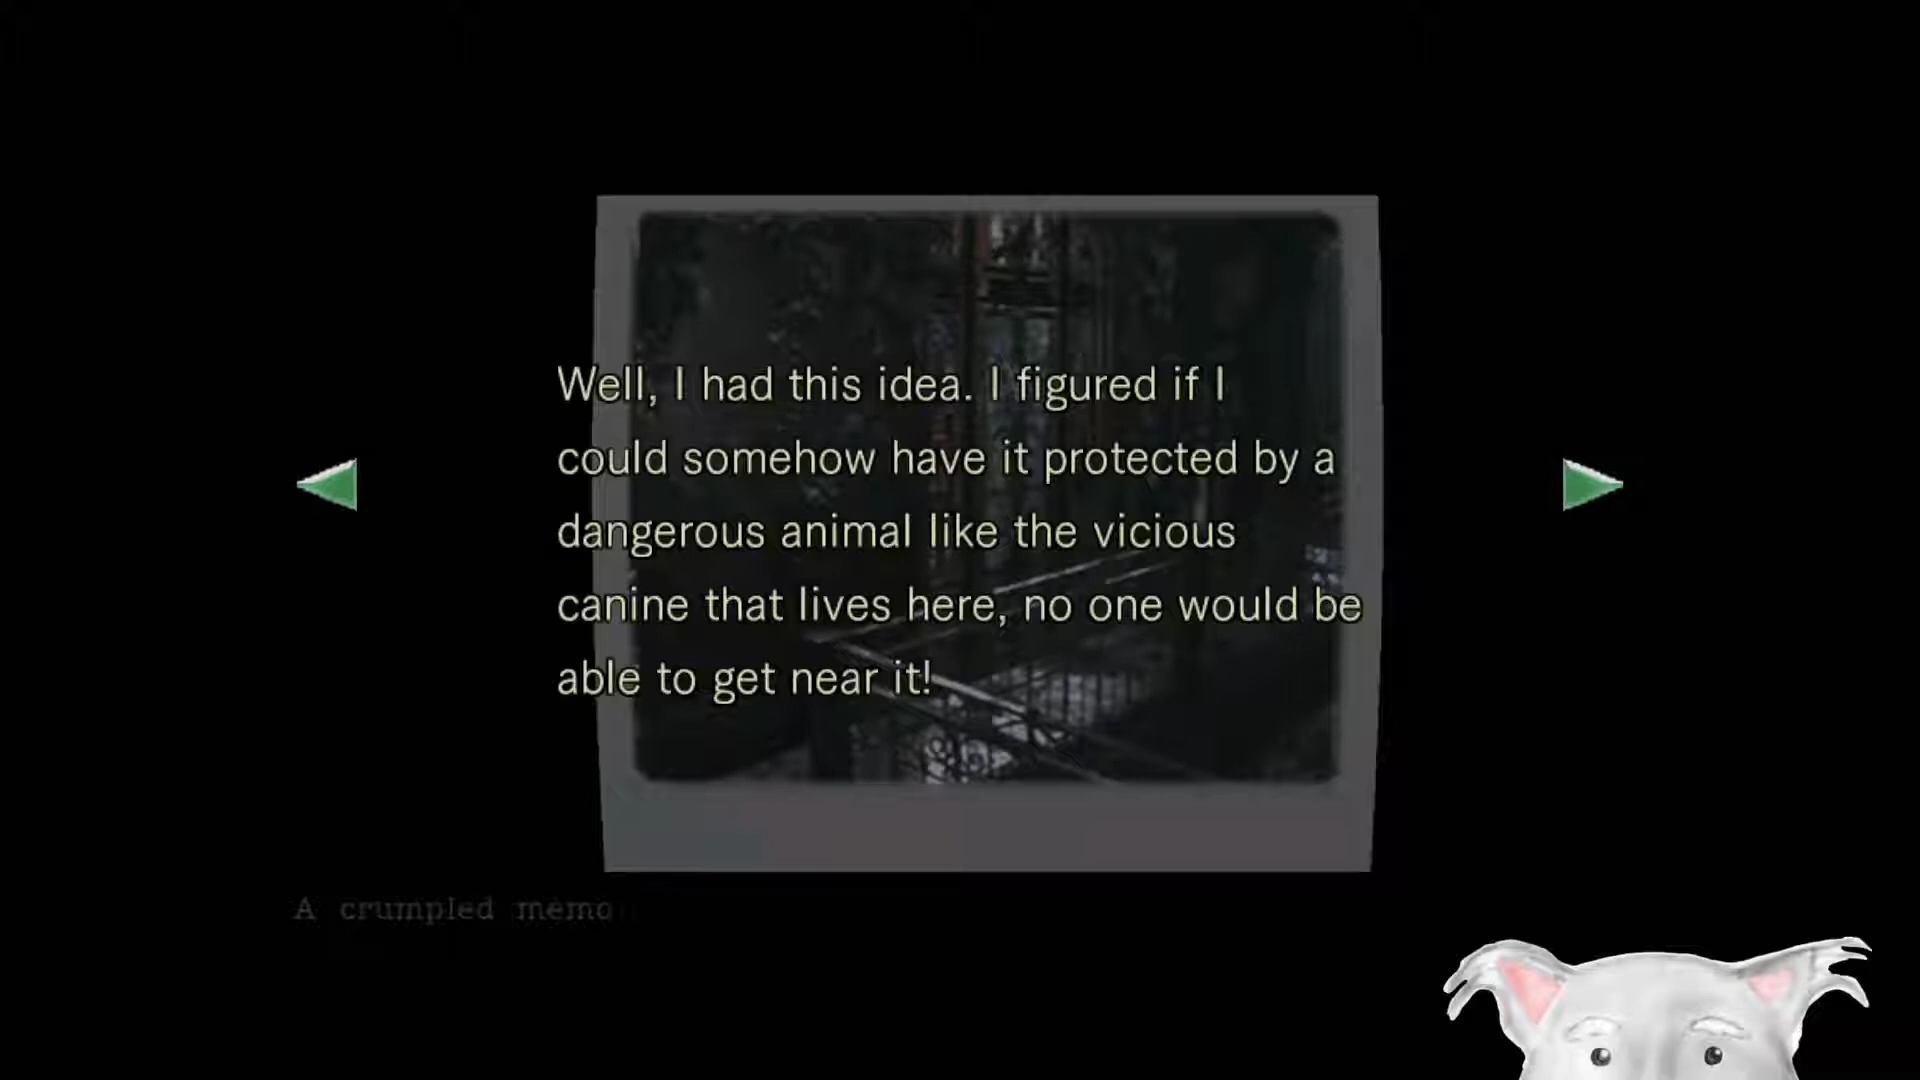 Well, I had this idea. I figured if I
could somehow have it protected by a
dangerous animal like the vicious
canine that lives here, no one would be
able to get near it!
A crumpled memo